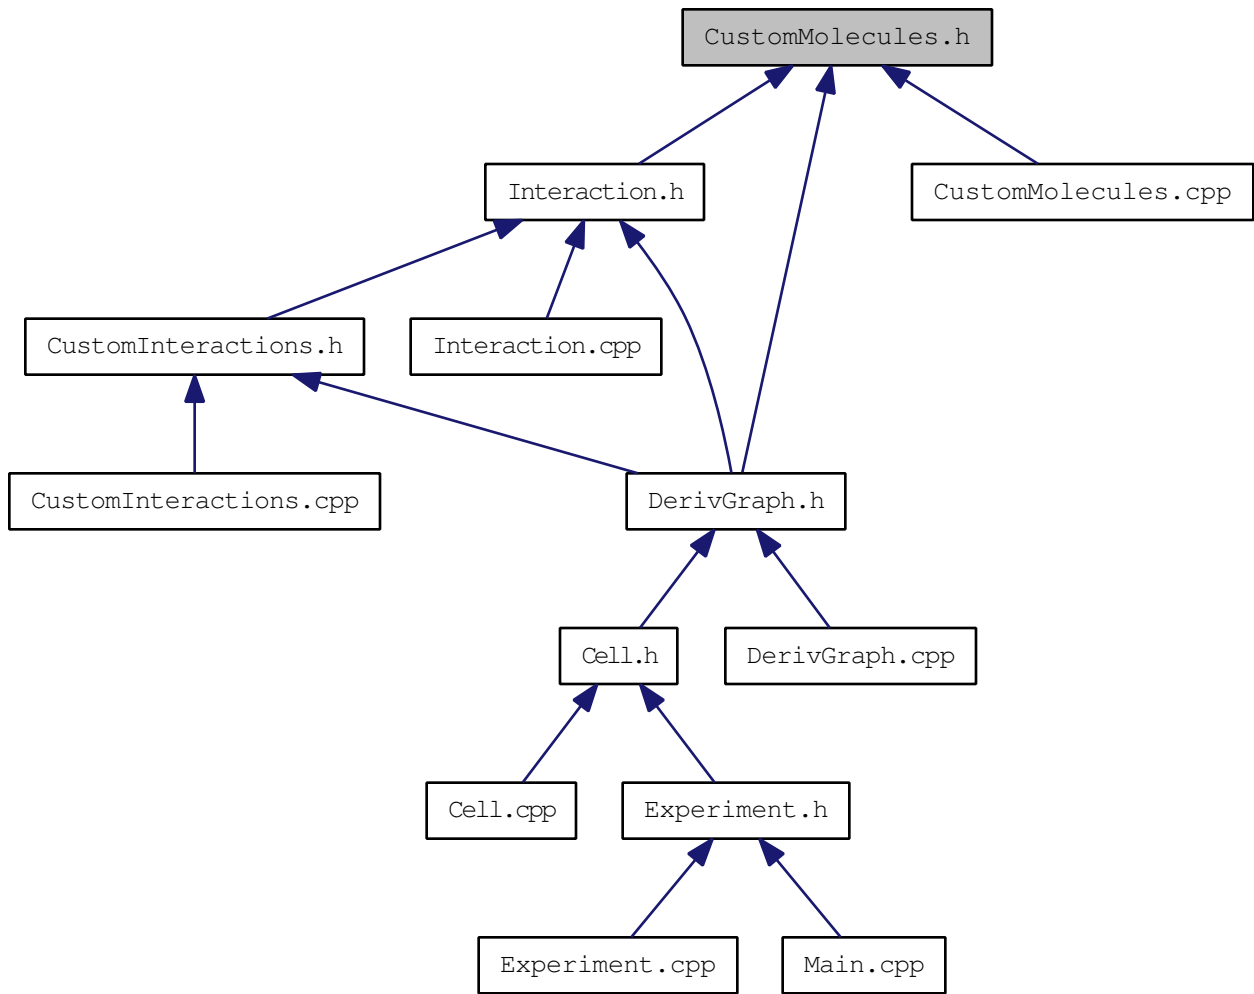 CustomMolecules.h
Interaction.h
CustomMolecules.cpp
CustomInteractions.h
Interaction.cpp
CustomInteractions.cpp
DerivGraph.h
Cell.h
DerivGraph.cpp
Cell.cpp
Experiment.h
Experiment.cpp
Main.cpp